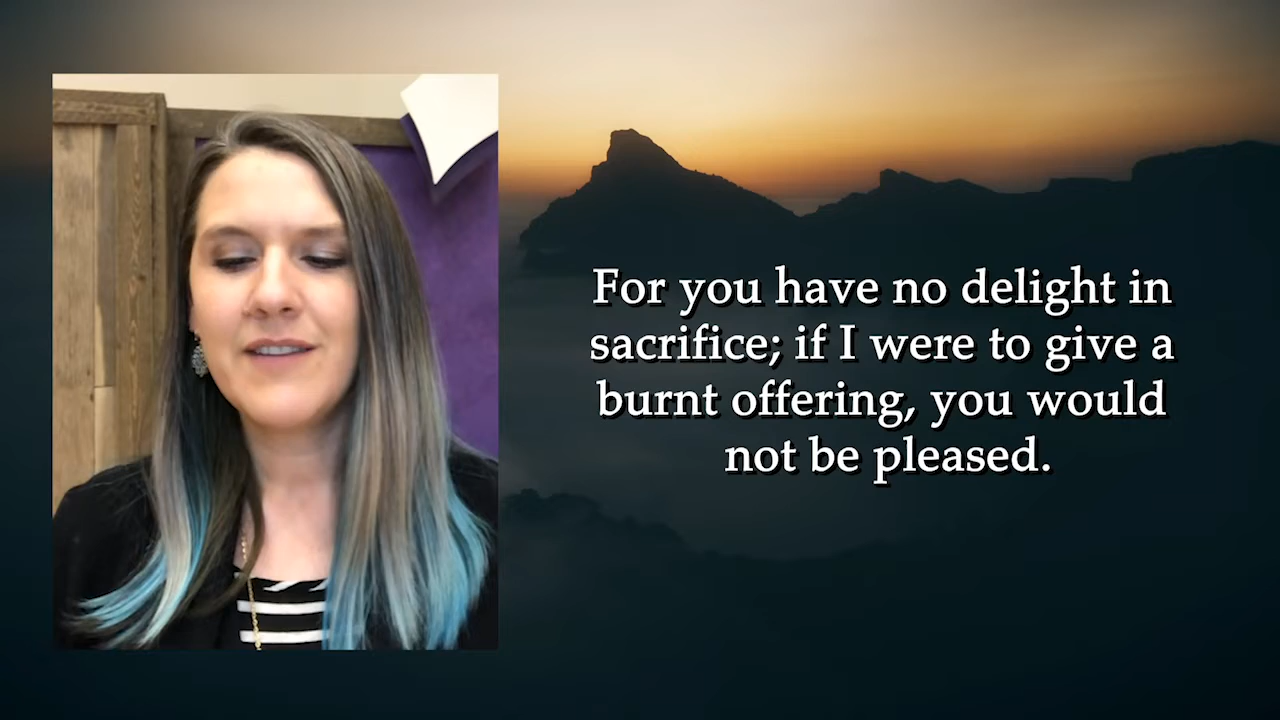 For you have no delight in
sacrifice; if I were to give a
burnt offering, you would
not be pleased.